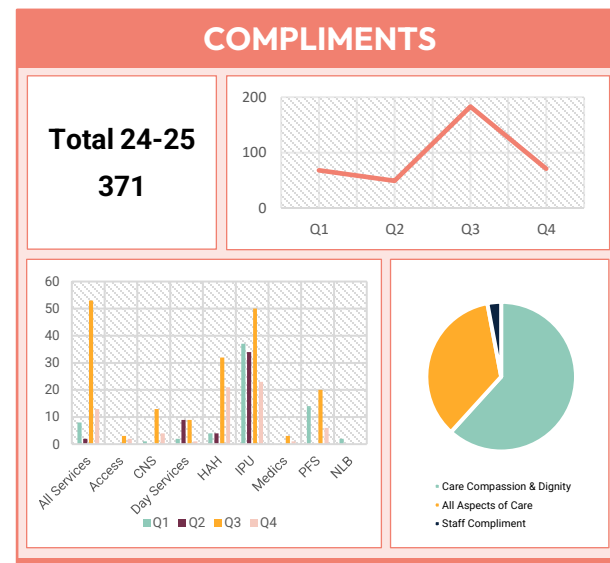 COMPLIMENTS
Total 24-25
371
200
100
0
Q1 Q2 Q3 Q4
60
50
40
30
20
10
0
All Services Access CNS Day Services HAH IPU Medics PFS NLB
Q1 Q2 Q3 Q4
Care Compassion & Dignity
All Aspects of Care
Staff Compliment